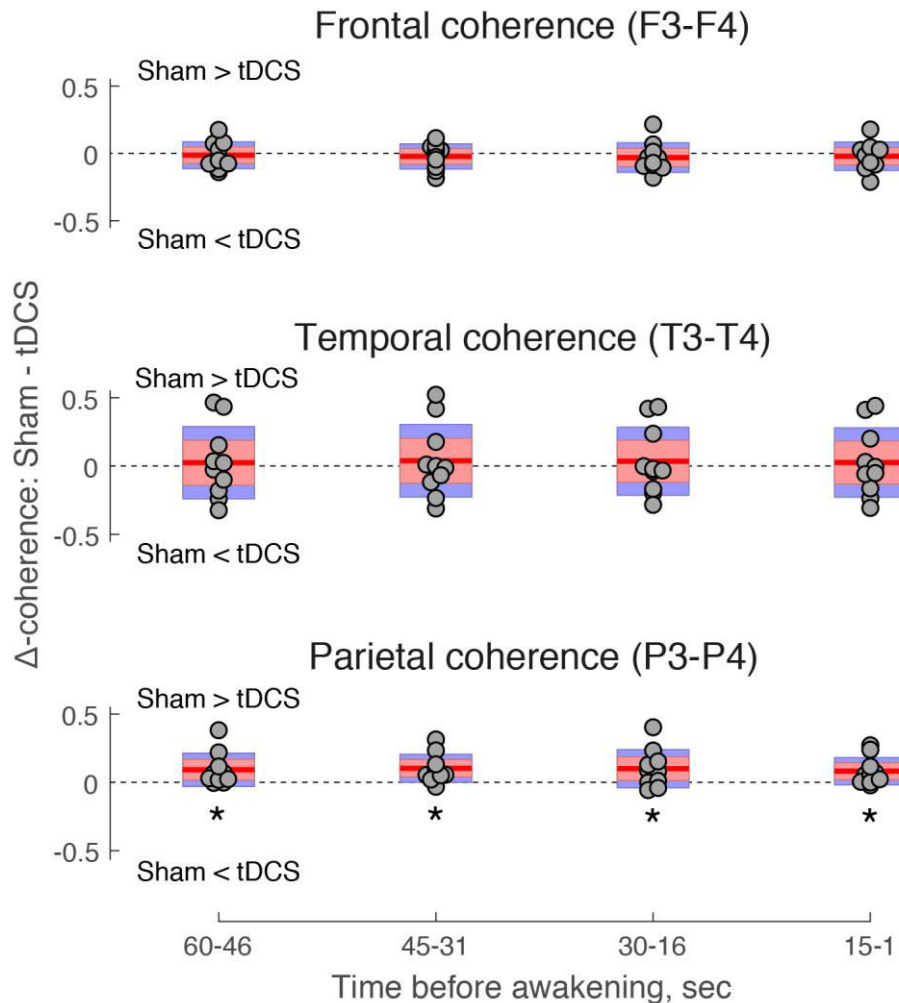 Frontal coherence (F3-F4)
Sham > tDCS
0.5
0
-0.5
Sham < tDCS
Δ-coherence: Sham - tDCS
Temporal coherence (T3-T4)
Sham > tDCS
0.5
0
-0.5
Sham < tDCS
Parietal coherence (P3-P4)
Sham > tDCS
0.5
0
* * * *
-0.5
Sham < tDCS
60-46 45-31 30-16 15-1
Time before awakening, sec